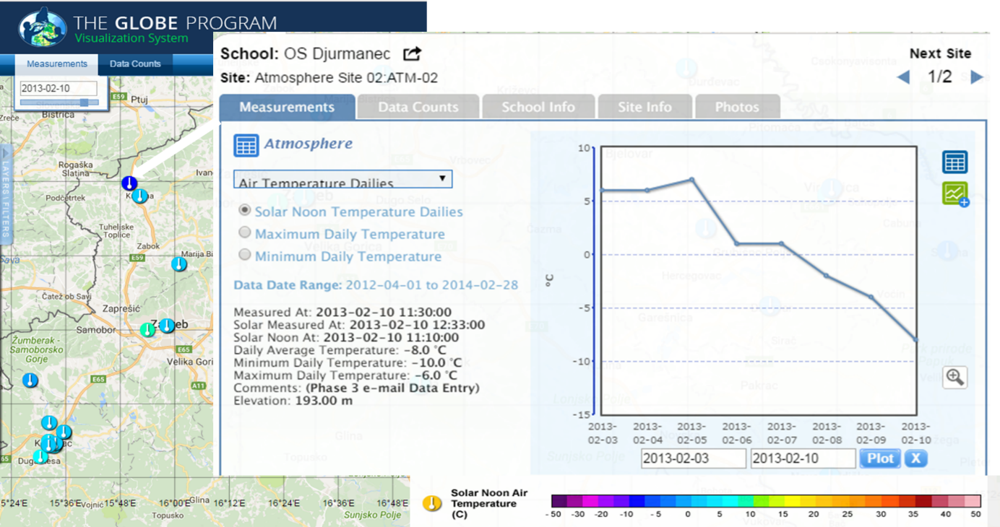 THE GLOBE PROGRAM
Visualization System
Measurements
Data Counts
2013-02-10
E59
Ptuj
Bistrica
Rogaška
Slatina
Ivan
Podčetrtek
Tuheljske
Toplice
Zabok
E59
Marija Bi
Čatež ob Savi
Zaprešić
Samobor
Žumberak -
Samoborsko
Gorje
E65
Velika Gori
E65
A11
LAYERS \ FILTERS
School: OS Djurmanec
Site: Atmosphere Site 02:ATM-02
Next Site
1/2
Measurements
Data Counts
School Info
Site Info
Photos
Atmosphere
Air Temperature Dailies
Solar Noon Temperature Dailies
Maximum Daily Temperature
Minimum Daily Temperature
Data Date Range: 2012-04-01 to 2014-02-28
Measured At: 2013-02-10 11:30:00
Solar Measured At: 2013-02-10 12:33:00
Solar Noon At: 2013-02-10 11:10:00
Daily Average Temperature: -8.0 °C
Minimum Daily Temperature: -10.0 °C
Maximum Daily Temperature: -6.0 °C
Comments: (Phase 3 e-mail Data Entry)
Elevation: 193.00 m
°C
10
5
0
-5
-10
-15
2013-
02-03
2013-
02-04
2013-
02-05
2013-
02-06
2013-
02-07
2013-
02-08
2013-
02-09
2013-
02-10
2013-02-03
2013-02-10
Plot
X
5°24'E
15°36'E
15°48'E
16°00'E
16°12'E
16°24'E
16°36'E
16°48'E
Vojnić
Glina
Topusko
Sunjsko Polje
Solar Noon Air
Temperature
(C)
-50 -30 -20 -10 -5 0 5 10 15 20 25 30 35 40 50